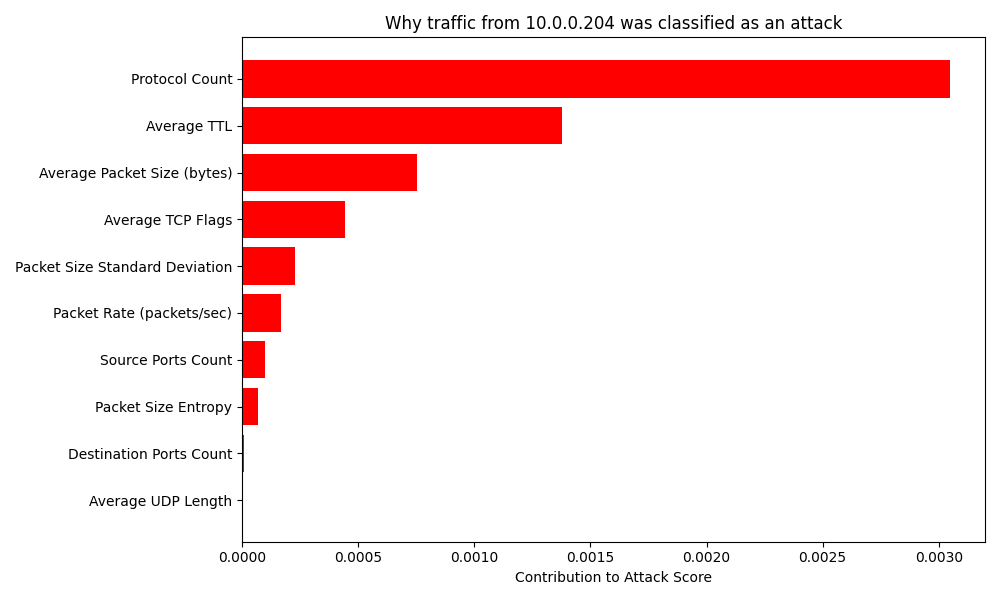 Why traffic from 10.0.0.204 was classified as an attack
Protocol Count
Average TTL
Average Packet Size (bytes)
Average TCP Flags
Packet Size Standard Deviation
Packet Rate (packets/sec)
Source Ports Count
Packet Size Entropy
Destination Ports Count
Average UDP Length
0.0000 0.0005 0.0010 0.0015 0.0020 0.0025 0.0030
Contribution to Attack Score